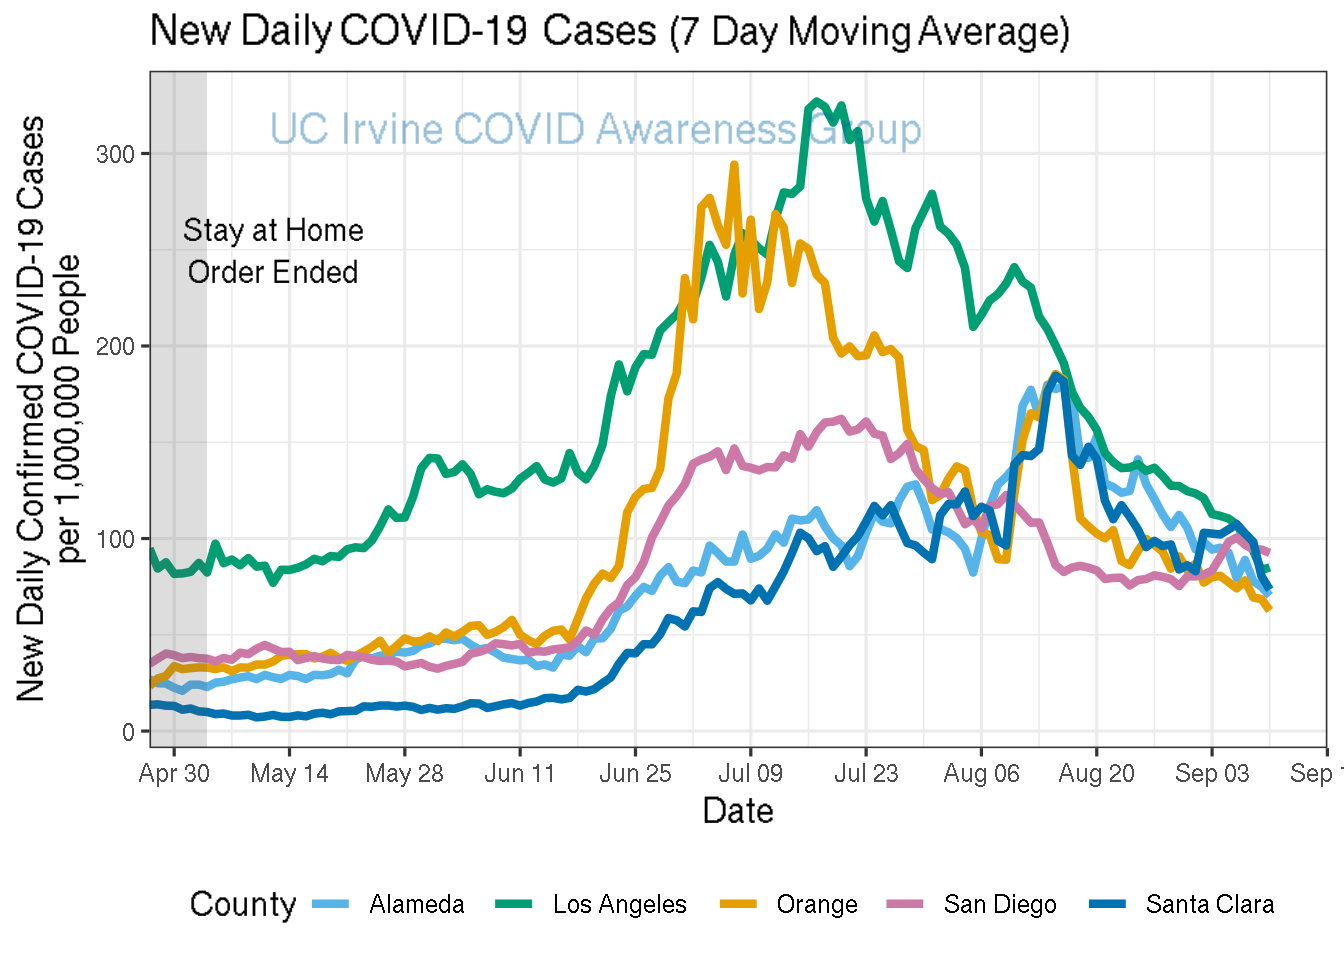 New Daily COVID-19 Cases (7 Day Moving Average)
UC Irvine COVID Awareness Group
Stay at Home
Order Ended
New Daily Confirmed COVID-19 Cases
per 1,000,000 People
300
200
100
0
Apr 30 May 14 May 28 Jun 11 Jun 25 Jul 09 Jul 23 Aug 06 Aug 20 Sep 03 Sep
Date
County Alameda Los Angeles Orange San Diego Santa Clara